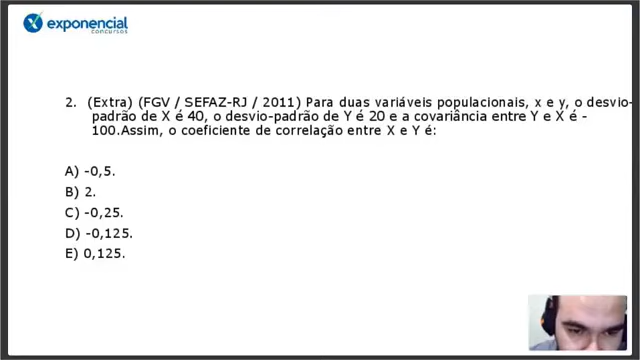 exponencial
concursos
2. (Extra) (FGV / SEFAZ-RJ / 2011) Para duas variáveis populacionais, x e y, o desvio-
padrão de X é 40, o desvio-padrão de Y é 20 e a covariância entre Y e X é -
100.Assim, o coeficiente de correlação entre X e Y é:
A) -0,5.
B) 2.
C) -0,25.
D) -0,125.
E) 0,125.